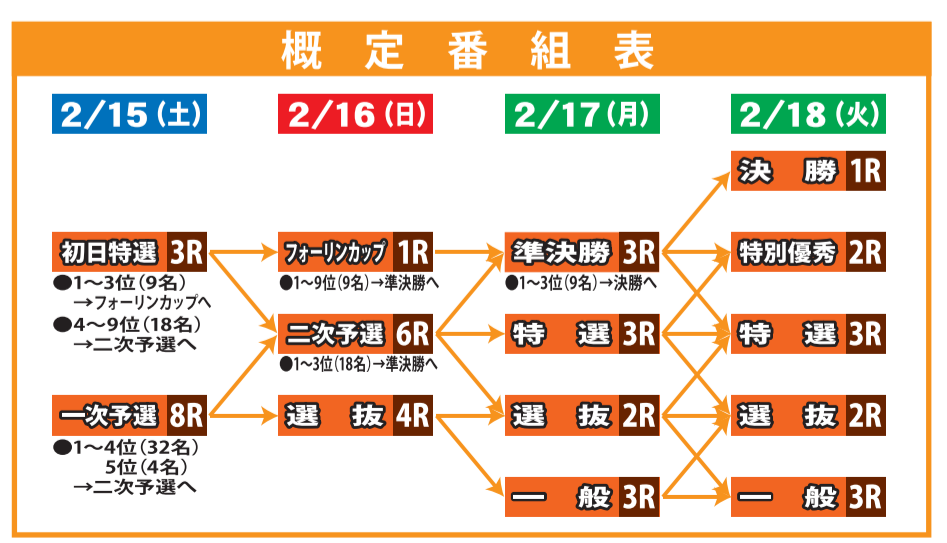 概定番組表
2/15(土)
初日特選 3R
●1～3位(9名)
→フォーリンカップへ
●4～9位(18名)
→二次予選へ
一次予選 8R
●1～4位(32名)
5位(4名)
→二次予選へ
2/16(日)
フォーリンカップ 1R
●1～9位(9名)→準決勝へ
二次予選 6R
●1～3位(18名)→準決勝へ
選抜 4R
2/17(月)
準決勝 3R
●1～3位(9名)→決勝へ
特選 3R
選抜 2R
一般 3R
2/18(火)
決勝 1R
特別優秀 2R
特選 3R
選抜 2R
一般 3R